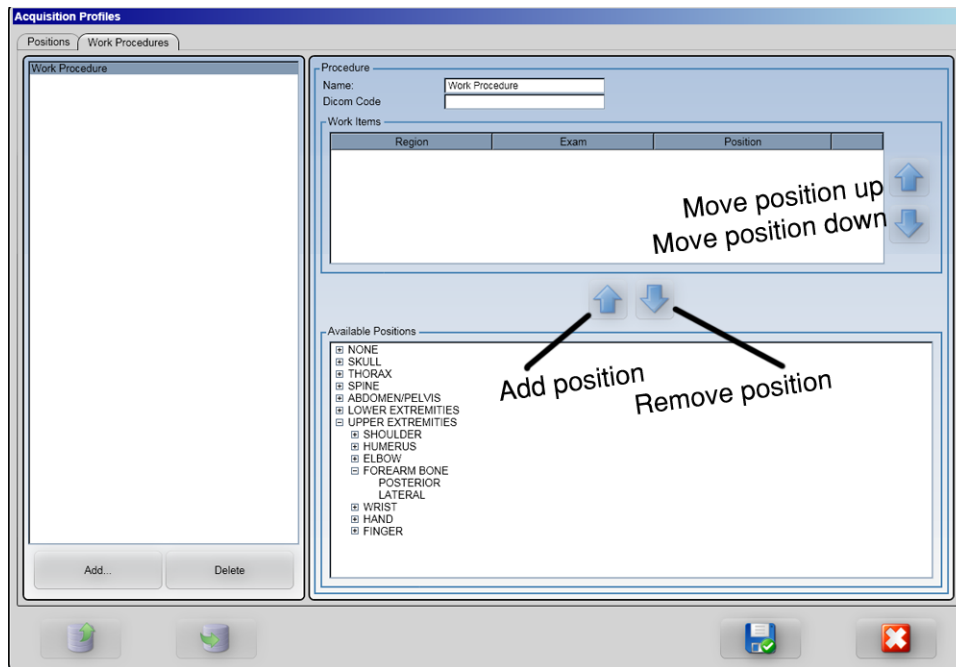 Acquisition Profiles
Positions Work Procedures
Work Procedure
Procedure
Name: Work Procedure
Dicom Code
Work Items
Region Exam Position
Move position up
Move position down
Add position
Remove position
Available Positions
NONE
SKULL
THORAX
SPINE
ABDOMEN/PELVIS
LOWER EXTREMITIES
UPPER EXTREMITIES
SHOULDER
HUMERUS
ELBOW
FOREARM BONE
POSTERIOR
LATERAL
WRIST
HAND
FINGER
Add... Delete